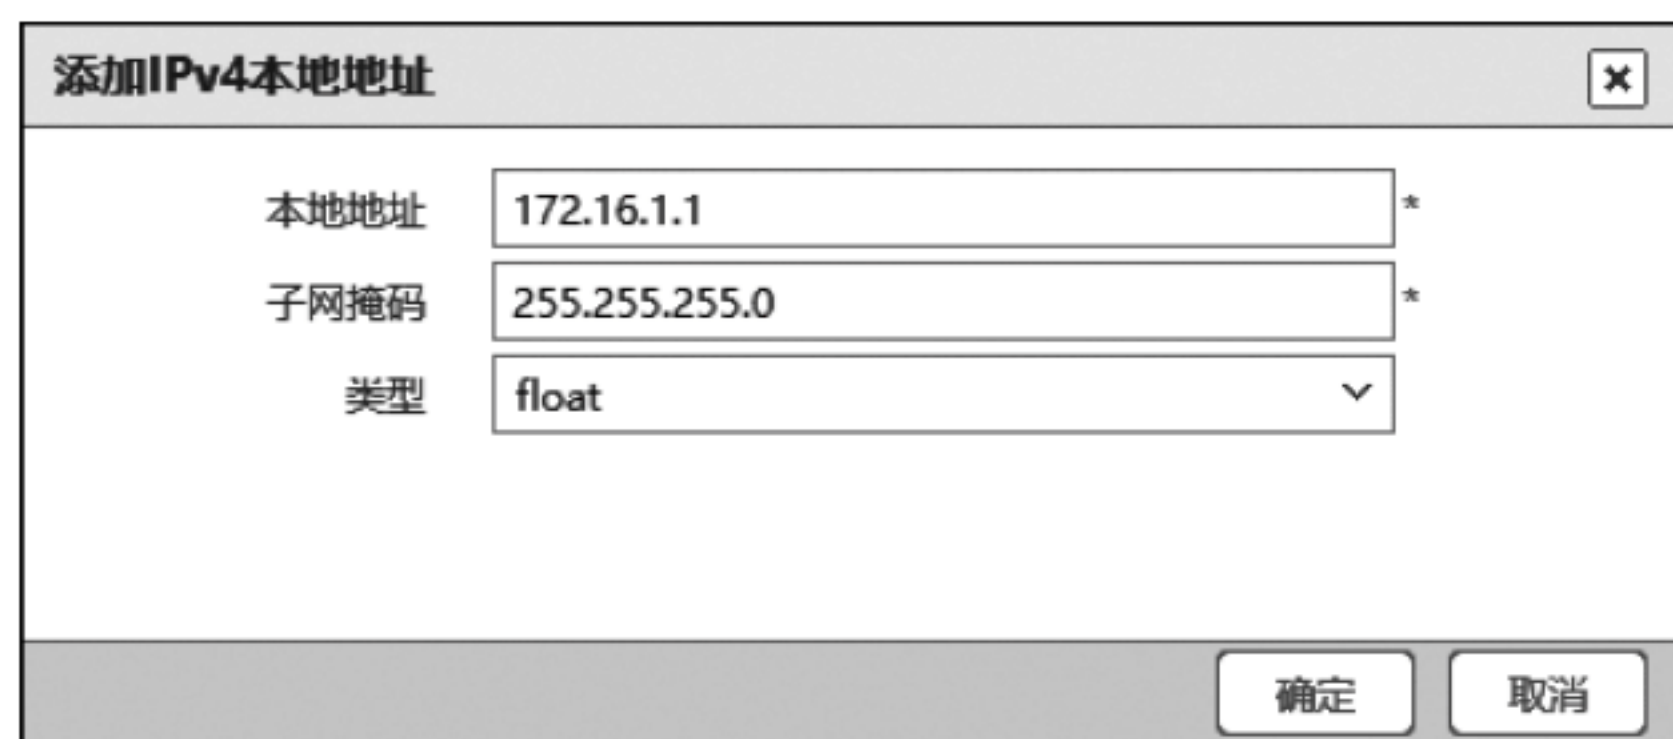 添加IPv4本地地址
本地地址 172.16.1.1 *
子网掩码 255.255.255.0 *
类型 float
确定 取消